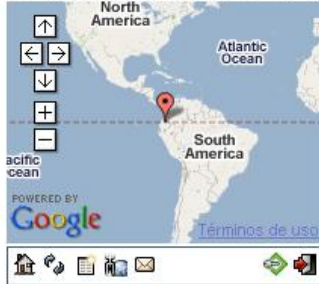 North
America
Atlantic
Ocean
South
America
acific
cean
POWERED BY
Google
Términos de uso